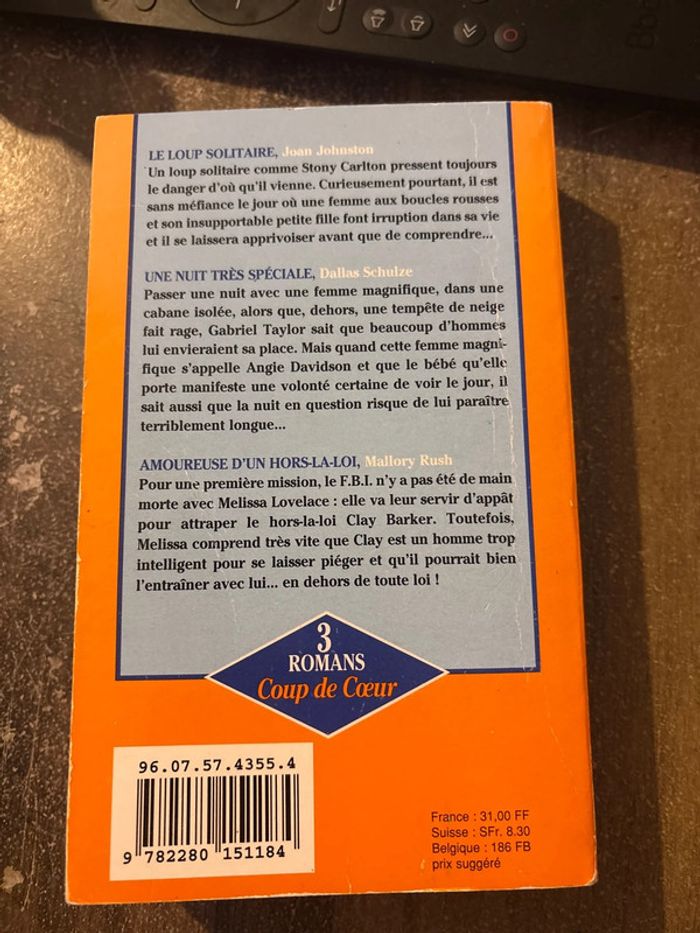 LE LOUP SOLITAIRE, Joan Johnston
Un loup solitaire comme Stony Carlton pressent toujours
le danger d'où qu'il vienne. Curieusement pourtant, il est
sans méfiance le jour où une femme aux boucles rousses
et son insupportable petite fille font irruption dans sa vie
et il se laissera apprivoiser avant que de comprendre...
UNE NUIT TRÈS SPÉCIALE, Dallas Schulze
Passer une nuit avec une femme magnifique, dans une
cabane isolée, alors que, dehors, une tempête de neige
fait rage, Gabriel Taylor sait que beaucoup d'hommes
lui envieraient sa place. Mais quand cette femme magni-
fique s'appelle Angie Davidson et que le bébé qu'elle
porte manifeste une volonté certaine de voir le jour, il
sait aussi que la nuit en question risque de lui paraître
terriblement longue...
AMOUREUSE D'UN HORS-LA-LOI, Mallory Rush
Pour une première mission, le F.B.I. n'y a pas été de main
morte avec Melissa Lovelace : elle va leur servir d'appât
pour attraper le hors-la-loi Clay Barker. Toutefois,
Melissa comprend très vite que Clay est un homme trop
intelligent pour se laisser piéger et qu'il pourrait bien
l'entraîner avec lui... en dehors de toute loi !
3
ROMANS
Coup de Cœur
96.07.57.4355.4
9 782280 151184
France : 31,00 FF
Suisse : SFr. 8.30
Belgique : 186 FB
prix suggéré